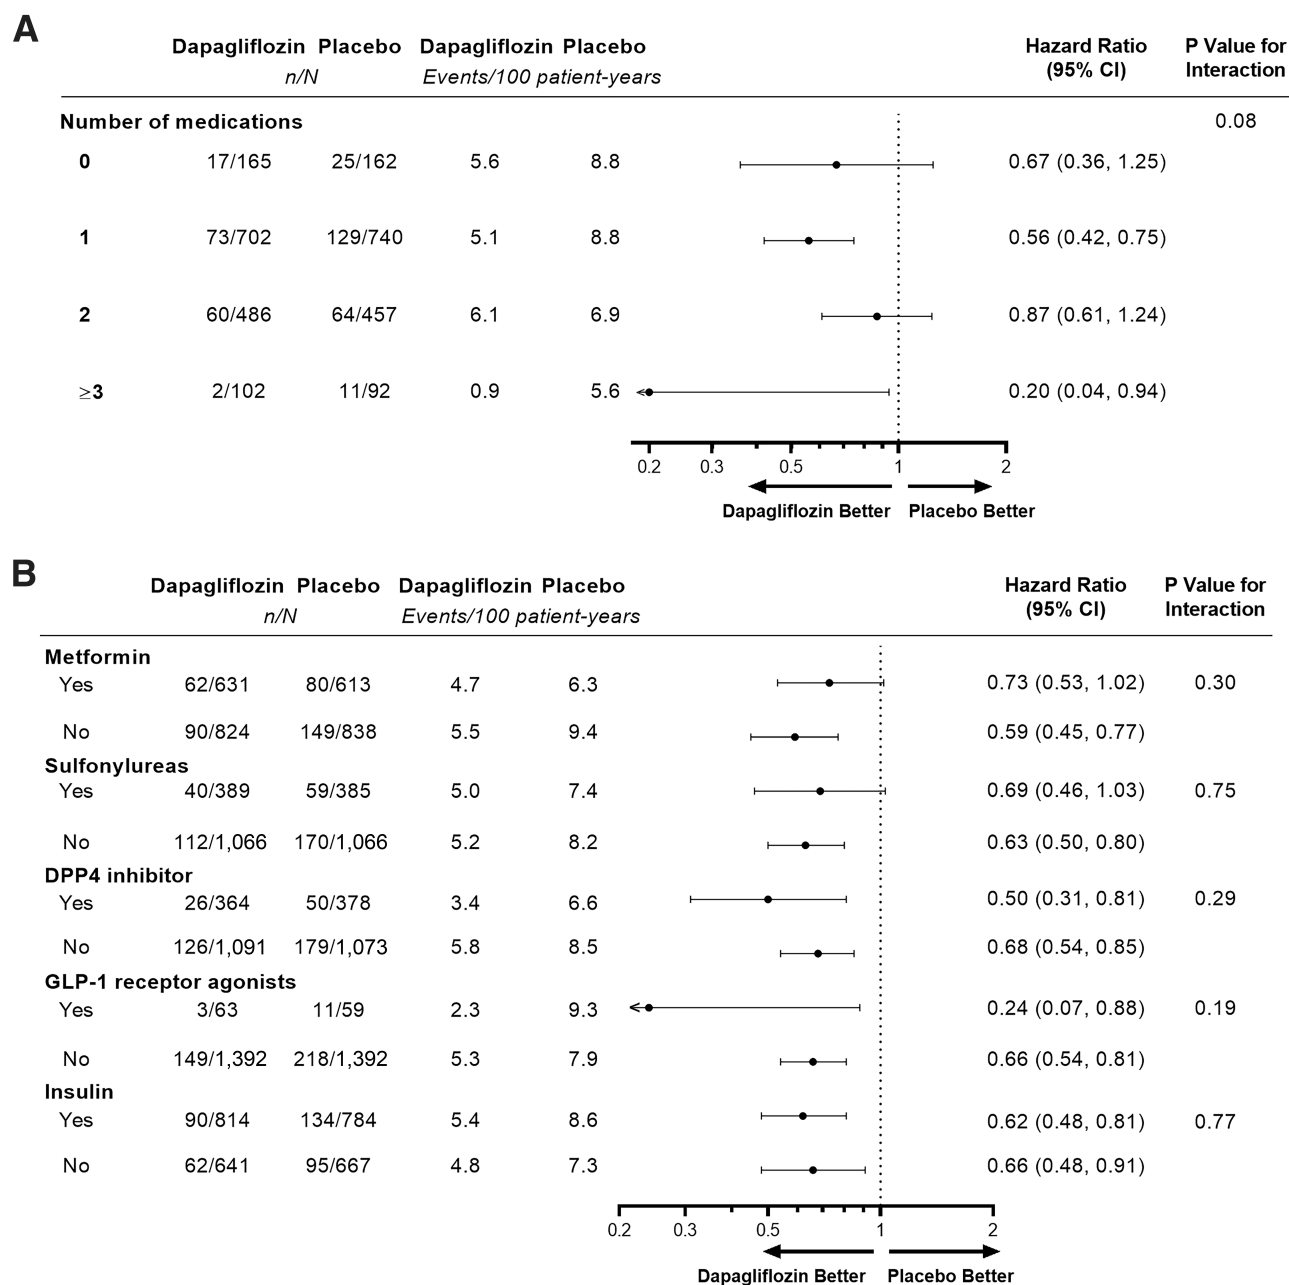 A
Dapagliflozin Placebo Dapagliflozin Placebo Hazard Ratio P Value for
n/N Events/100 patient-years (95% CI) Interaction
Number of medications 0.08
0 17/165 25/162 5.6 8.8 0.67 (0.36, 1.25)
1 73/702 129/740 5.1 8.8 0.56 (0.42, 0.75)
2 60/486 64/457 6.1 6.9 0.87 (0.61, 1.24)
≥3 2/102 11/92 0.9 5.6 0.20 (0.04, 0.94)
0.2 0.3 0.5 1 2
Dapagliflozin Better Placebo Better
B
Dapagliflozin Placebo Dapagliflozin Placebo Hazard Ratio P Value for
n/N Events/100 patient-years (95% CI) Interaction
Metformin
Yes 62/631 80/613 4.7 6.3 0.73 (0.53, 1.02) 0.30
No 90/824 149/838 5.5 9.4 0.59 (0.45, 0.77)
Sulfonylureas
Yes 40/389 59/385 5.0 7.4 0.69 (0.46, 1.03) 0.75
No 112/1,066 170/1,066 5.2 8.2 0.63 (0.50, 0.80)
DPP4 inhibitor
Yes 26/364 50/378 3.4 6.6 0.50 (0.31, 0.81) 0.29
No 126/1,091 179/1,073 5.8 8.5 0.68 (0.54, 0.85)
GLP-1 receptor agonists
Yes 3/63 11/59 2.3 9.3 0.24 (0.07, 0.88) 0.19
No 149/1,392 218/1,392 5.3 7.9 0.66 (0.54, 0.81)
Insulin
Yes 90/814 134/784 5.4 8.6 0.62 (0.48, 0.81) 0.77
No 62/641 95/667 4.8 7.3 0.66 (0.48, 0.91)
0.2 0.3 0.5 1 2
Dapagliflozin Better Placebo Better